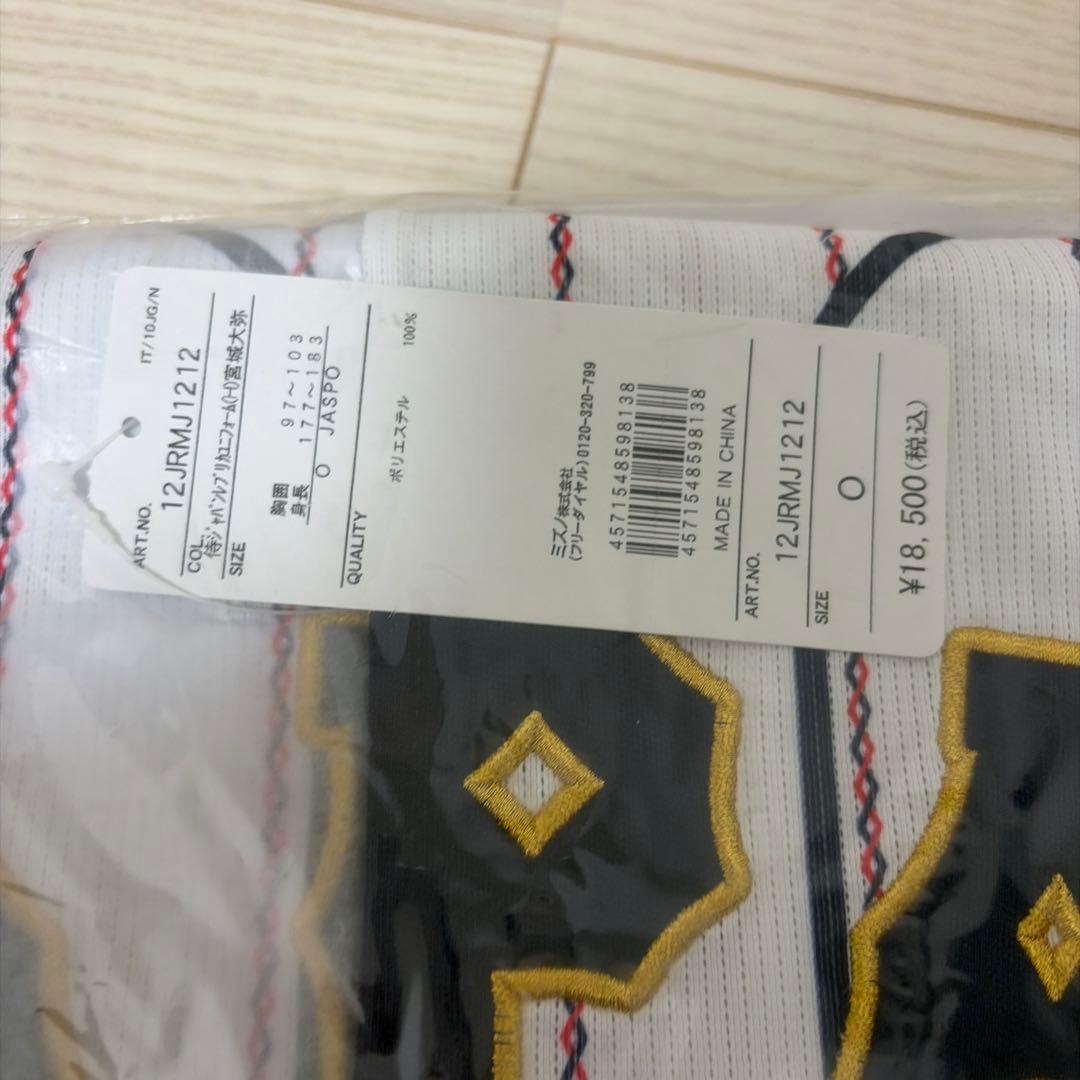 IT/10JG/N
ART.NO.
12JRMJ1212
COL.
侍ジャパンレプリカユニフォーム(H)宮城大弥
SIZE
胸囲 97~103
身長 177~183
O JASPO
QUALITY
ポリエステル 100%
ミズノ株式会社
(フリーダイヤル)0120-320-799
4571548598138
4571548598138
MADE IN CHINA
ART.NO.
12JRMJ1212
SIZE
O
¥18,500(税込)